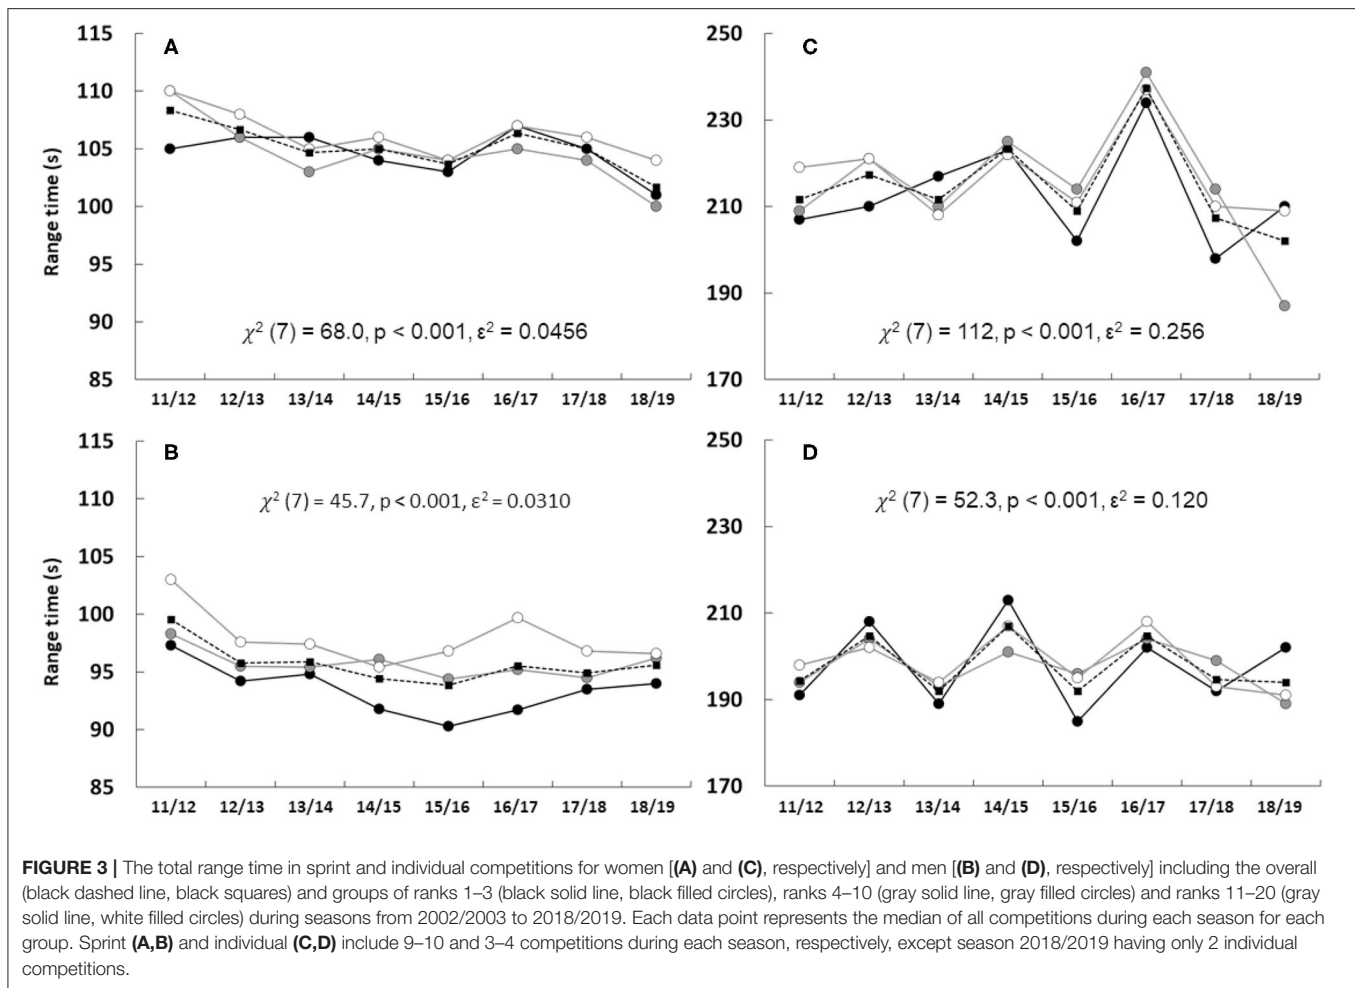 A
115
110
105
100
95
90
85
Range time (s)
χ² (7) = 68.0, p < 0.001, ε² = 0.0456
11/12 12/13 13/14 14/15 15/16 16/17 17/18 18/19
C
250
230
210
190
170
χ² (7) = 112, p < 0.001, ε² = 0.256
11/12 12/13 13/14 14/15 15/16 16/17 17/18 18/19
B
115
110
105
100
95
90
85
Range time (s)
χ² (7) = 45.7, p < 0.001, ε² = 0.0310
11/12 12/13 13/14 14/15 15/16 16/17 17/18 18/19
D
250
230
210
190
170
χ² (7) = 52.3, p < 0.001, ε² = 0.120
11/12 12/13 13/14 14/15 15/16 16/17 17/18 18/19
FIGURE 3 | The total range time in sprint and individual competitions for women [(A) and (C), respectively] and men [(B) and (D), respectively] including the overall
(black dashed line, black squares) and groups of ranks 1–3 (black solid line, black filled circles), ranks 4–10 (gray solid line, gray filled circles) and ranks 11–20 (gray
solid line, white filled circles) during seasons from 2002/2003 to 2018/2019. Each data point represents the median of all competitions during each season for each
group. Sprint (A,B) and individual (C,D) include 9–10 and 3–4 competitions during each season, respectively, except season 2018/2019 having only 2 individual
competitions.